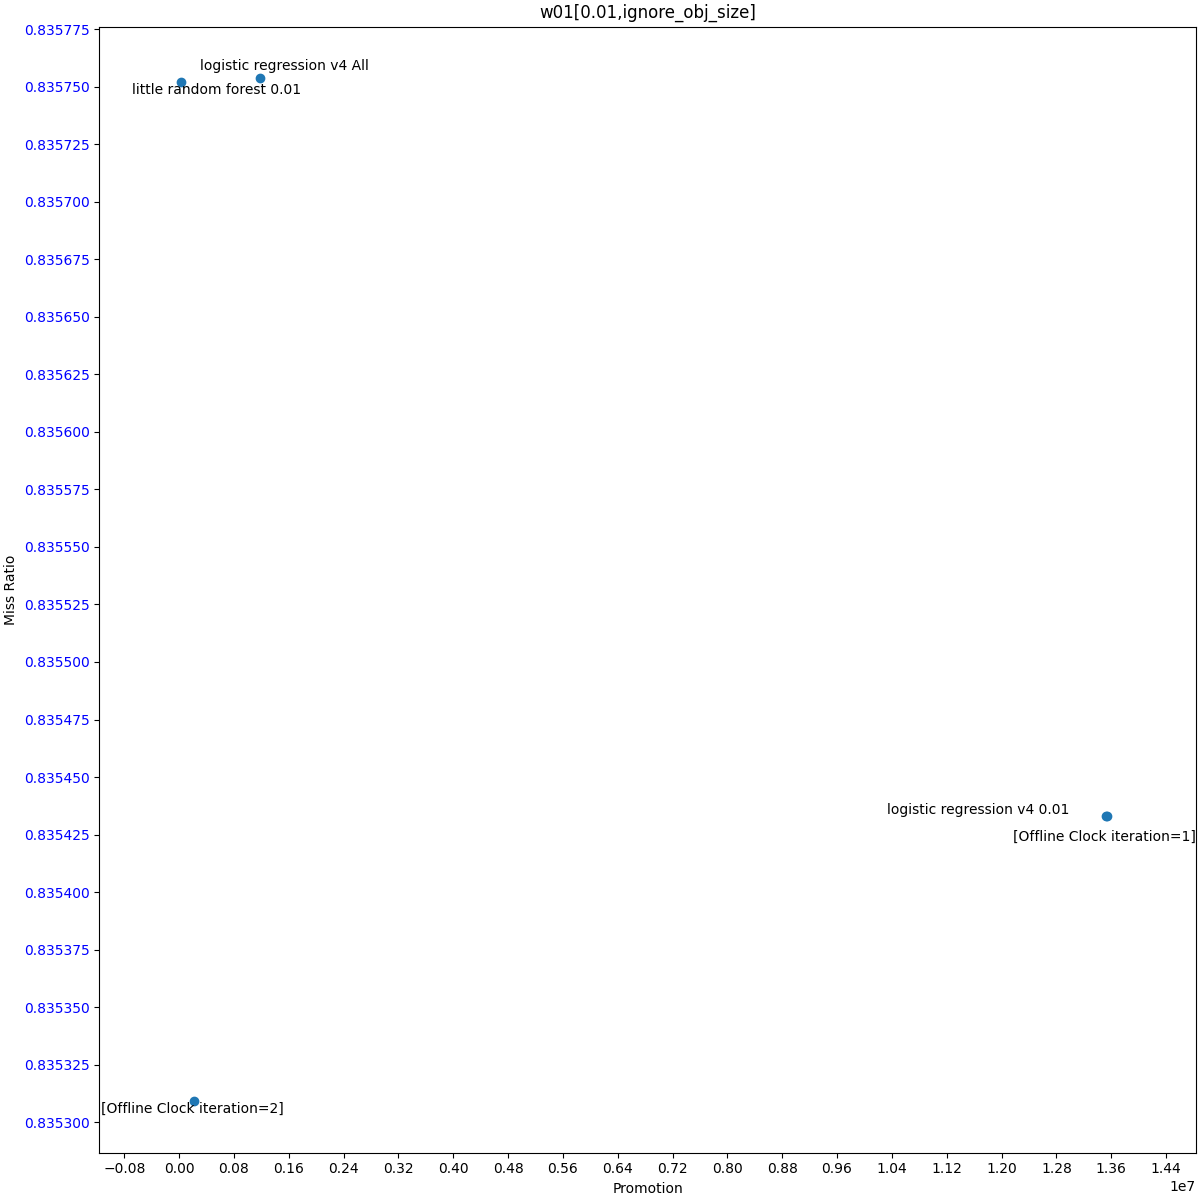 w01[0.01,ignore_obj_size]
0.835775
0.835750
0.835725
0.835700
0.835675
0.835650
0.835625
0.835600
0.835575
0.835550
0.835525
0.835500
0.835475
0.835450
0.835425
0.835400
0.835375
0.835350
0.835325
0.835300
Miss Ratio
logistic regression v4 All
little random forest 0.01
logistic regression v4 0.01
[Offline Clock iteration=1]
[Offline Clock iteration=2]
−0.08 0.00 0.08 0.16 0.24 0.32 0.40 0.48 0.56 0.64 0.72 0.80 0.88 0.96 1.04 1.12 1.20 1.28 1.36 1.44
1e7
Promotion